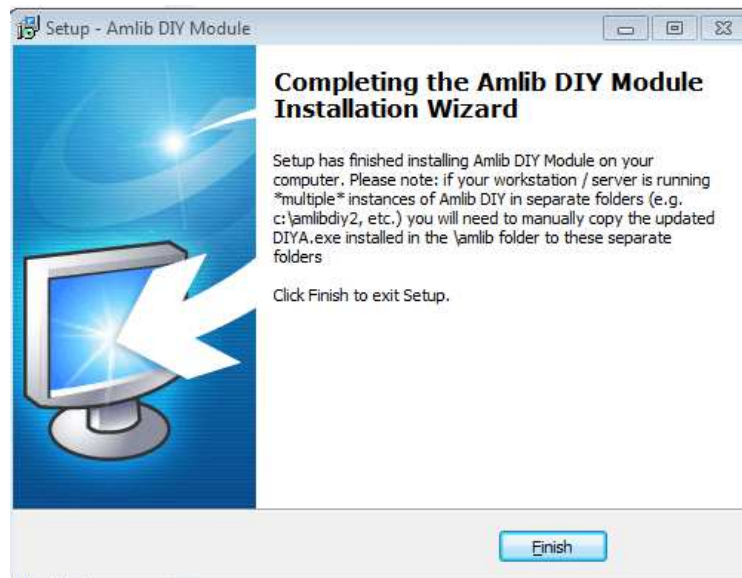 Setup - Amlib DIY Module
Completing the Amlib DIY Module
Installation Wizard
Setup has finished installing Amlib DIY Module on your
computer. Please note: if your workstation / server is running
*multiple* instances of Amlib DIY in separate folders (e.g.
c:\amlibdiy2, etc.) you will need to manually copy the updated
DIYA.exe installed in the \amlib folder to these separate
folders
Click Finish to exit Setup.
Finish